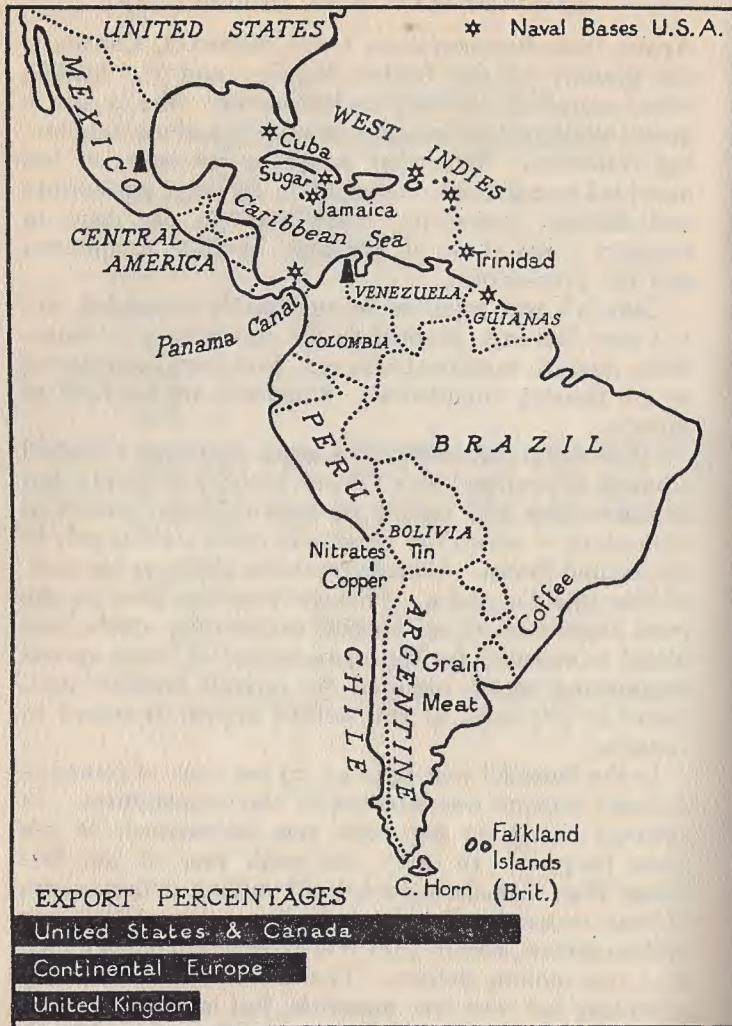 UNITED STATES
Naval Bases U.S.A.
MEXICO
WEST INDIES
Cuba
Sugar
Jamaica
Caribbean Sea
CENTRAL
AMERICA
Trinidad
VENEZUELA
GUIANAS
Panama Canal
COLOMBIA
PERU
BRAZIL
BOLIVIA
Nitrates
Tin
Copper
Coffee
CHILE
ARGENTINE
Grain
Meat
Falkland
Islands
(Brit.)
C. Horn
EXPORT PERCENTAGES
United States & Canada
Continental Europe
United Kingdom